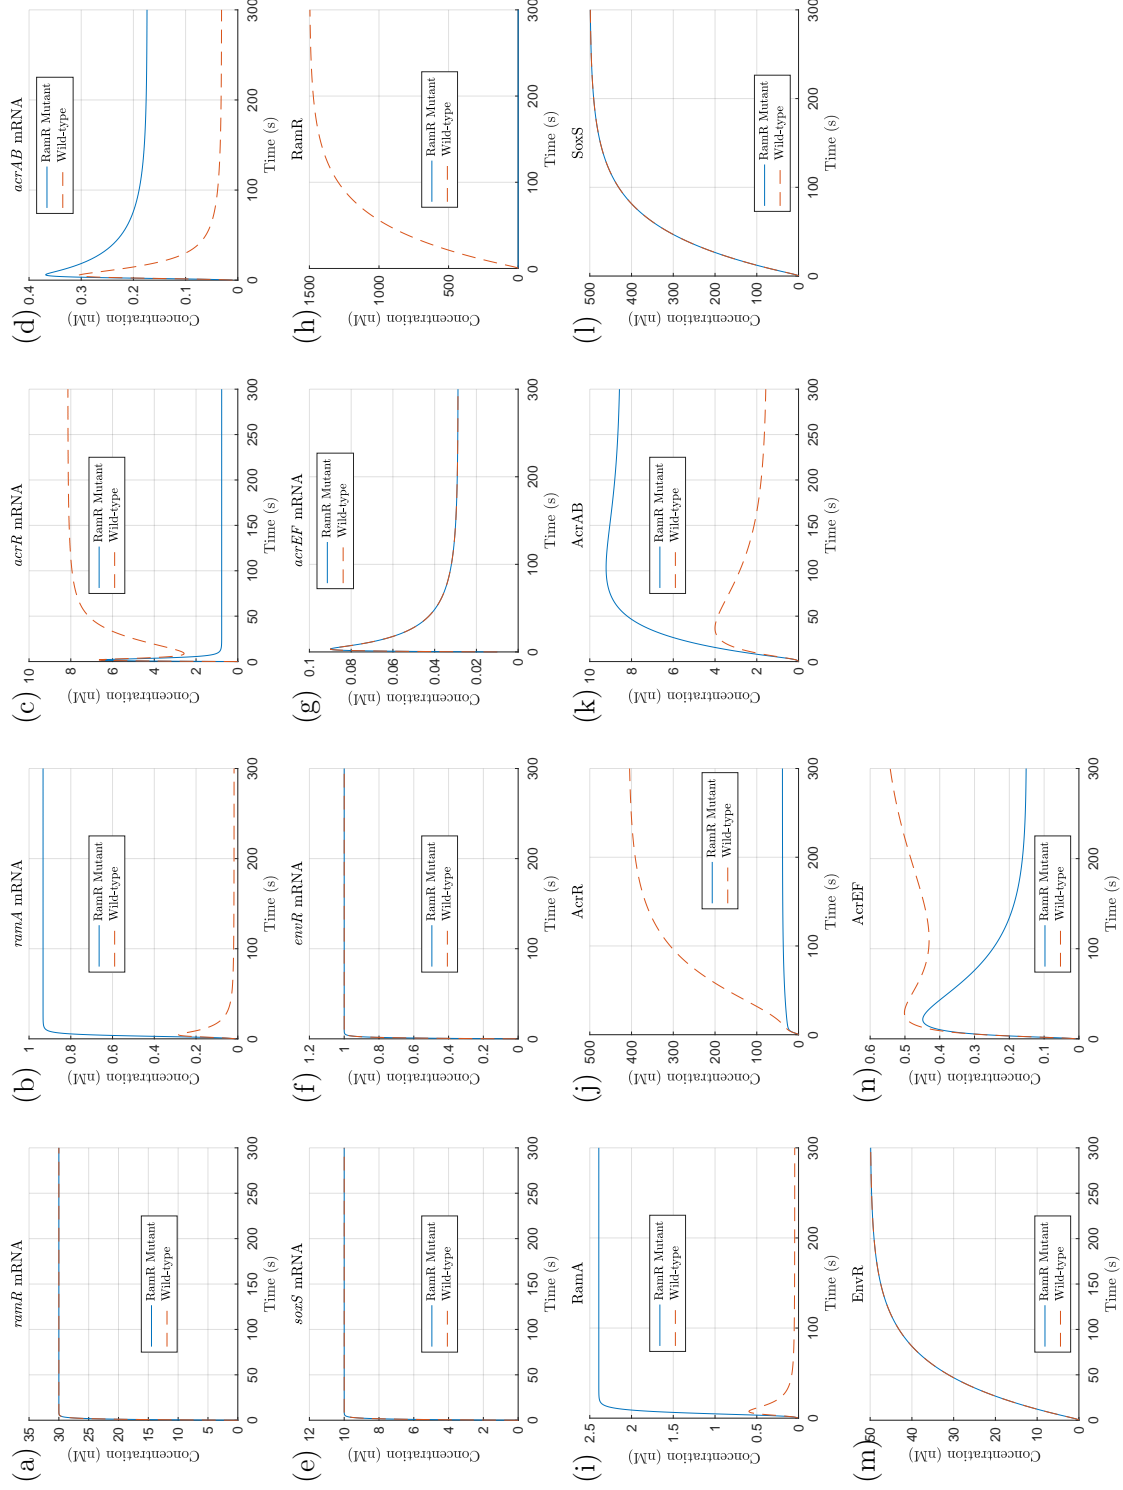 (a)
ramR mRNA
Concentration (nM)
35
30
25
20
15
10
5
0
RamR Mutant
Wild-type
0 50 100 150 200 250 300
Time (s)
(b)
ramA mRNA
Concentration (nM)
1
0.8
0.6
0.4
0.2
0
RamR Mutant
Wild-type
0 100 200 300
Time (s)
(c)
acrR mRNA
Concentration (nM)
10
8
6
4
2
0
RamR Mutant
Wild-type
0 50 100 150 200 250 300
Time (s)
(d)
acrAB mRNA
Concentration (nM)
0.4
0.3
0.2
0.1
0
RamR Mutant
Wild-type
0 100 200 300
Time (s)
(e)
soxS mRNA
Concentration (nM)
12
10
8
6
4
2
0
RamR Mutant
Wild-type
0 50 100 150 200 250 300
Time (s)
(f)
envR mRNA
Concentration (nM)
1.2
1
0.8
0.6
0.4
0.2
0
RamR Mutant
Wild-type
0 100 200 300
Time (s)
(g)
acrEF mRNA
Concentration (nM)
0.1
0.08
0.06
0.04
0.02
0
RamR Mutant
Wild-type
0 100 200 300
Time (s)
(h)
RamR
Concentration (nM)
1500
1000
500
0
RamR Mutant
Wild-type
0 100 200 300
Time (s)
(i)
RamA
Concentration (nM)
2.5
2
1.5
1
0.5
0
RamR Mutant
Wild-type
0 50 100 150 200 250 300
Time (s)
(j)
AcrR
Concentration (nM)
500
400
300
200
100
0
RamR Mutant
Wild-type
0 100 200 300
Time (s)
(k)
AcrAB
Concentration (nM)
10
8
6
4
2
0
RamR Mutant
Wild-type
0 50 100 150 200 250 300
Time (s)
(l)
SoxS
Concentration (nM)
500
400
300
200
100
0
RamR Mutant
Wild-type
0 100 200 300
Time (s)
(m)
EnvR
Concentration (nM)
50
40
30
20
10
0
RamR Mutant
Wild-type
0 50 100 150 200 250 300
Time (s)
(n)
AcrEF
Concentration (nM)
0.6
0.5
0.4
0.3
0.2
0.1
0
RamR Mutant
Wild-type
0 100 200 300
Time (s)